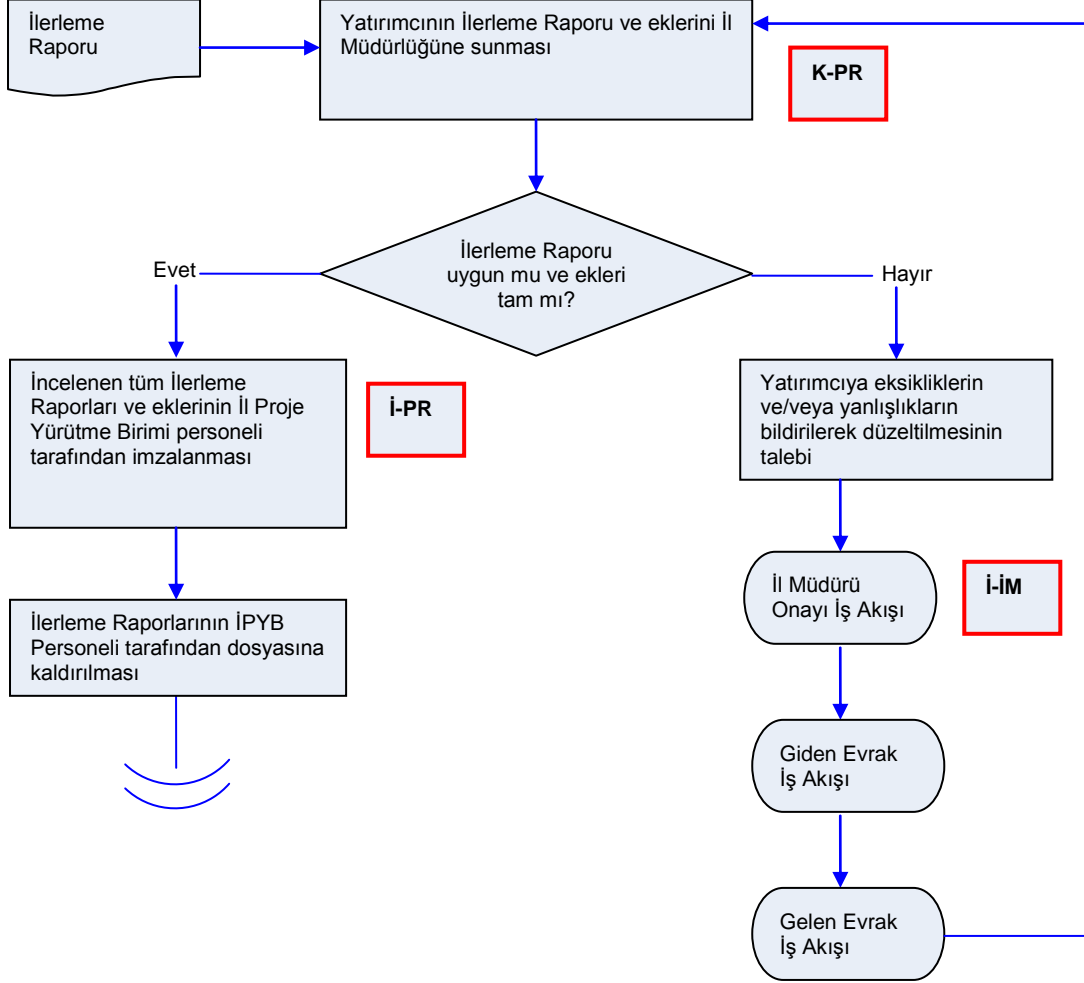 İlerleme
Raporu
Yatırımcının İlerleme Raporu ve eklerini İl
Müdürlüğüne sunması
K-PR
İlerleme Raporu
uygun mu ve ekleri
tam mı?
Evet
Hayır
İncelenen tüm İlerleme
Raporları ve eklerinin İl Proje
Yürütme Birimi personeli
tarafından imzalanması
İ-PR
Yatırımcıya eksikliklerin
ve/veya yanlışlıkların
bildirilerek düzeltilmesinin
talebi
İlerleme Raporlarının İPYB
Personeli tarafından dosyasına
kaldırılması
İl Müdürü
Onayı İş Akışı
İ-İM
Giden Evrak
İş Akışı
Gelen Evrak
İş Akışı